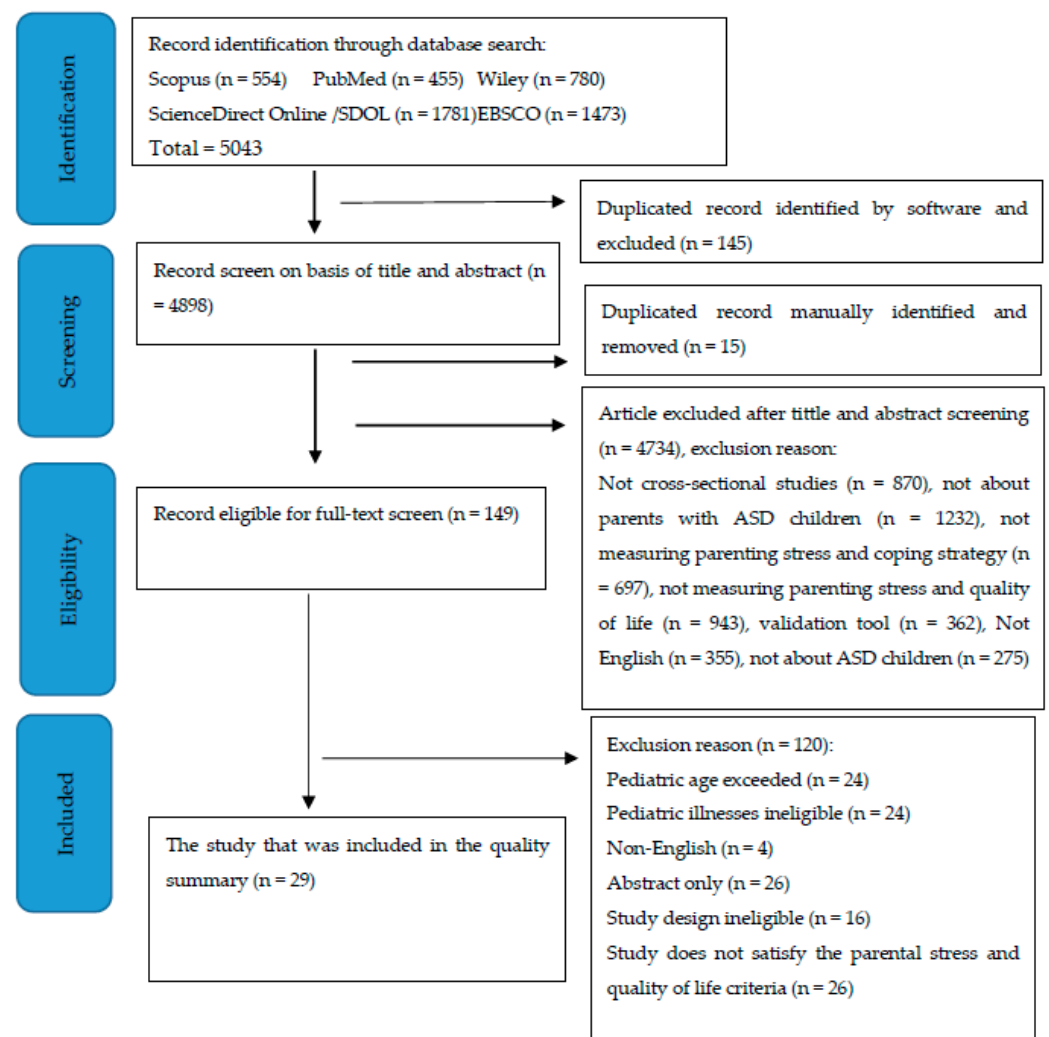 Identification
Record identification through database search:
Scopus (n = 554) PubMed (n = 455) Wiley (n = 780)
ScienceDirect Online /SDOL (n = 1781)EBSCO (n = 1473)
Total = 5043
Duplicated record identified by software and
excluded (n = 145)
Screening
Record screen on basis of title and abstract (n
= 4898)
Duplicated record manually identified and
removed (n = 15)
Article excluded after tittle and abstract screening
(n = 4734), exclusion reason:
Not cross-sectional studies (n = 870), not about
parents with ASD children (n = 1232), not
measuring parenting stress and coping strategy (n
= 697), not measuring parenting stress and quality
of life (n = 943), validation tool (n = 362), Not
English (n = 355), not about ASD children (n = 275)
Eligibility
Record eligible for full-text screen (n = 149)
Exclusion reason (n = 120):
Pediatric age exceeded (n = 24)
Pediatric illnesses ineligible (n = 24)
Non-English (n = 4)
Abstract only (n = 26)
Study design ineligible (n = 16)
Study does not satisfy the parental stress and
quality of life criteria (n = 26)
Included
The study that was included in the quality
summary (n = 29)